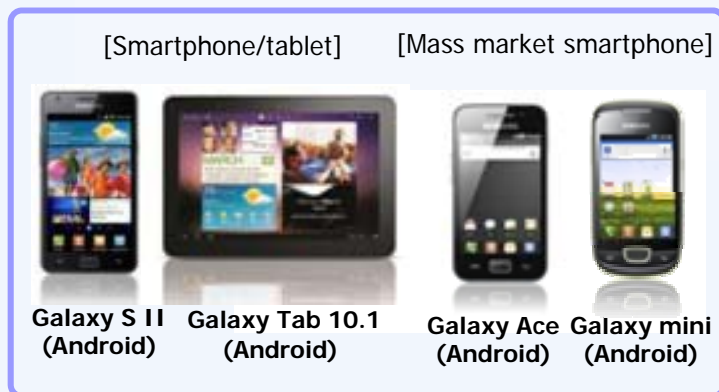 [Smartphone/tablet] [Mass market smartphone]
Galaxy S II Galaxy Tab 10.1 Galaxy Ace Galaxy mini
(Android) (Android) (Android) (Android)